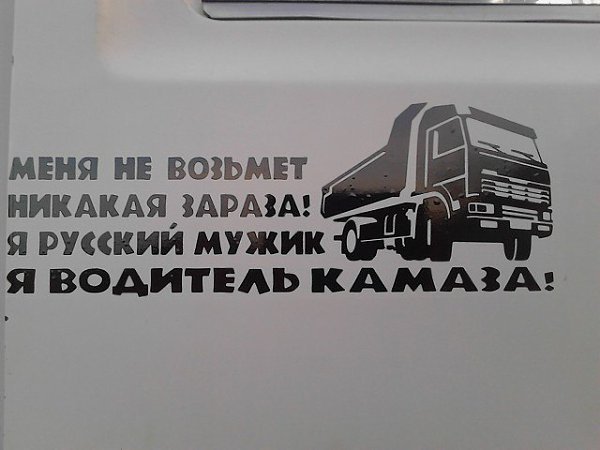 МЕНЯ НЕ ВОЗЬМЕТ
НИКАКАЯ ЗАРАЗА!
Я РУССКИЙ МУЖИК
Я ВОДИТЕЛЬ КАМАЗА!